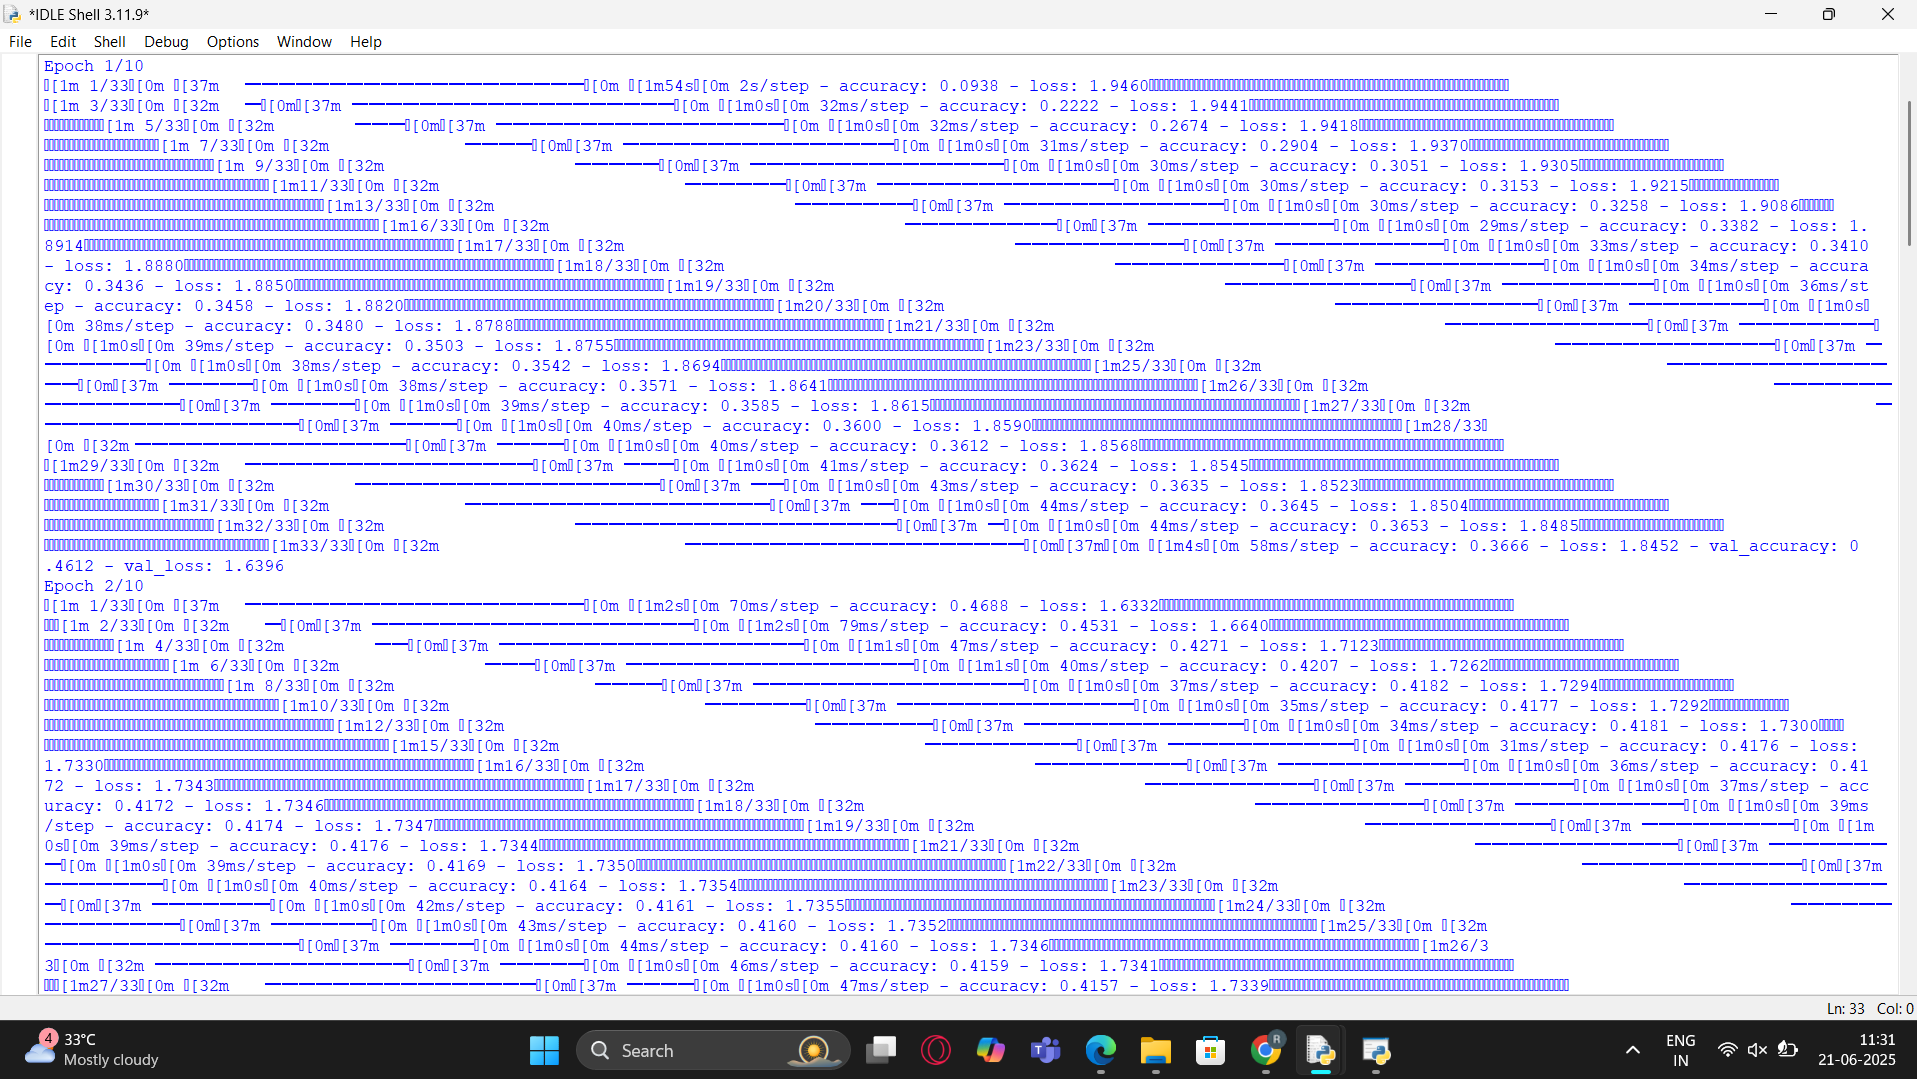 *IDLE Shell 3.11.9*
File Edit Shell Debug Options Window Help
Epoch 1/10
[1m 1/33[0m [37m ━━━━━━━━━━━━━━━━━━━━[0m [1m54s[0m 2s/step - accuracy: 0.0938 - loss: 1.9460
[1m 3/33[0m [32m ━[0m[37m ━━━━━━━━━━━━━━━━━━━[0m [1m0s[0m 32ms/step - accuracy: 0.2222 - loss: 1.9441
[1m 5/33[0m [32m ━━━[0m[37m ━━━━━━━━━━━━━━━━━[0m [1m0s[0m 32ms/step - accuracy: 0.2674 - loss: 1.9418
[1m 7/33[0m [32m ━━━━[0m[37m ━━━━━━━━━━━━━━━━[0m [1m0s[0m 31ms/step - accuracy: 0.2904 - loss: 1.9370
[1m 9/33[0m [32m ━━━━━[0m[37m ━━━━━━━━━━━━━━━[0m [1m0s[0m 30ms/step - accuracy: 0.3051 - loss: 1.9305
[1m11/33[0m [32m ━━━━━━[0m[37m ━━━━━━━━━━━━━━[0m [1m0s[0m 30ms/step - accuracy: 0.3153 - loss: 1.9215
[1m13/33[0m [32m ━━━━━━━[0m[37m ━━━━━━━━━━━━━[0m [1m0s[0m 30ms/step - accuracy: 0.3258 - loss: 1.9086
[1m16/33[0m [32m ━━━━━━━━━[0m[37m ━━━━━━━━━━━[0m [1m0s[0m 29ms/step - accuracy: 0.3382 - loss: 1.
8914[1m17/33[0m [32m ━━━━━━━━━━[0m[37m ━━━━━━━━━━[0m [1m0s[0m 33ms/step - accuracy: 0.3410
- loss: 1.8880[1m18/33[0m [32m ━━━━━━━━━━[0m[37m ━━━━━━━━━━[0m [1m0s[0m 34ms/step - accura
cy: 0.3436 - loss: 1.8850[1m19/33[0m [32m ━━━━━━━━━━━[0m[37m ━━━━━━━━━[0m [1m0s[0m 36ms/st
ep - accuracy: 0.3458 - loss: 1.8820[1m20/33[0m [32m ━━━━━━━━━━━━[0m[37m ━━━━━━━━[0m [1m0s
[0m 38ms/step - accuracy: 0.3480 - loss: 1.8788[1m21/33[0m [32m ━━━━━━━━━━━━[0m[37m ━━━━━━━━
[0m [1m0s[0m 39ms/step - accuracy: 0.3503 - loss: 1.8755[1m23/33[0m [32m ━━━━━━━━━━━━━[0m[37m ━
━━━━━━[0m [1m0s[0m 38ms/step - accuracy: 0.3542 - loss: 1.8694[1m25/33[0m [32m ━━━━━━━━━━━━━
━━[0m[37m ━━━━━[0m [1m0s[0m 38ms/step - accuracy: 0.3571 - loss: 1.8641[1m26/33[0m [32m ━━━━━━━
━━━━━━━━[0m[37m ━━━━━[0m [1m0s[0m 39ms/step - accuracy: 0.3585 - loss: 1.8615[1m27/33[0m [32m ━
━━━━━━━━━━━━━━━[0m[37m ━━━━[0m [1m0s[0m 40ms/step - accuracy: 0.3600 - loss: 1.8590[1m28/33
[0m [32m ━━━━━━━━━━━━━━━━[0m[37m ━━━━[0m [1m0s[0m 40ms/step - accuracy: 0.3612 - loss: 1.8568
[1m29/33[0m [32m ━━━━━━━━━━━━━━━━━[0m[37m ━━━[0m [1m0s[0m 41ms/step - accuracy: 0.3624 - loss: 1.8545
[1m30/33[0m [32m ━━━━━━━━━━━━━━━━━━[0m[37m ━━[0m [1m0s[0m 43ms/step - accuracy: 0.3635 - loss: 1.8523
[1m31/33[0m [32m ━━━━━━━━━━━━━━━━━━[0m[37m ━━[0m [1m0s[0m 44ms/step - accuracy: 0.3645 - loss: 1.8504
[1m32/33[0m [32m ━━━━━━━━━━━━━━━━━━━[0m[37m ━[0m [1m0s[0m 44ms/step - accuracy: 0.3653 - loss: 1.8485
[1m33/33[0m [32m ━━━━━━━━━━━━━━━━━━━━[0m[37m[0m [1m4s[0m 58ms/step - accuracy: 0.3666 - loss: 1.8452 - val_accuracy: 0
.4612 - val_loss: 1.6396
Epoch 2/10
[1m 1/33[0m [37m ━━━━━━━━━━━━━━━━━━━━[0m [1m2s[0m 70ms/step - accuracy: 0.4688 - loss: 1.6332
[1m 2/33[0m [32m ━[0m[37m ━━━━━━━━━━━━━━━━━━━[0m [1m2s[0m 79ms/step - accuracy: 0.4531 - loss: 1.6640
[1m 4/33[0m [32m ━━[0m[37m ━━━━━━━━━━━━━━━━━━[0m [1m1s[0m 47ms/step - accuracy: 0.4271 - loss: 1.7123
[1m 6/33[0m [32m ━━━[0m[37m ━━━━━━━━━━━━━━━━━[0m [1m1s[0m 40ms/step - accuracy: 0.4207 - loss: 1.7262
[1m 8/33[0m [32m ━━━━[0m[37m ━━━━━━━━━━━━━━━━[0m [1m0s[0m 37ms/step - accuracy: 0.4182 - loss: 1.7294
[1m10/33[0m [32m ━━━━━━[0m[37m ━━━━━━━━━━━━━━[0m [1m0s[0m 35ms/step - accuracy: 0.4177 - loss: 1.7292
[1m12/33[0m [32m ━━━━━━━[0m[37m ━━━━━━━━━━━━━[0m [1m0s[0m 34ms/step - accuracy: 0.4181 - loss: 1.7300
[1m15/33[0m [32m ━━━━━━━━━[0m[37m ━━━━━━━━━━━[0m [1m0s[0m 31ms/step - accuracy: 0.4176 - loss:
1.7330[1m16/33[0m [32m ━━━━━━━━━[0m[37m ━━━━━━━━━━━[0m [1m0s[0m 36ms/step - accuracy: 0.41
72 - loss: 1.7343[1m17/33[0m [32m ━━━━━━━━━━[0m[37m ━━━━━━━━━━[0m [1m0s[0m 37ms/step - acc
uracy: 0.4172 - loss: 1.7346[1m18/33[0m [32m ━━━━━━━━━━[0m[37m ━━━━━━━━━━[0m [1m0s[0m 39ms
/step - accuracy: 0.4174 - loss: 1.7347[1m19/33[0m [32m ━━━━━━━━━━━[0m[37m ━━━━━━━━━[0m [1m
0s[0m 39ms/step - accuracy: 0.4176 - loss: 1.7344[1m21/33[0m [32m ━━━━━━━━━━━━[0m[37m ━━━━━━━
━[0m [1m0s[0m 39ms/step - accuracy: 0.4169 - loss: 1.7350[1m22/33[0m [32m ━━━━━━━━━━━━━[0m[37m
━━━━━━━[0m [1m0s[0m 40ms/step - accuracy: 0.4164 - loss: 1.7354[1m23/33[0m [32m ━━━━━━━━━━━━
━[0m[37m ━━━━━━━[0m [1m0s[0m 42ms/step - accuracy: 0.4161 - loss: 1.7355[1m24/33[0m [32m ━━━━━━
━━━━━━━━[0m[37m ━━━━━━[0m [1m0s[0m 43ms/step - accuracy: 0.4160 - loss: 1.7352[1m25/33[0m [32m
━━━━━━━━━━━━━━━[0m[37m ━━━━━[0m [1m0s[0m 44ms/step - accuracy: 0.4160 - loss: 1.7346[1m26/3
3[0m [32m ━━━━━━━━━━━━━━━[0m[37m ━━━━━[0m [1m0s[0m 46ms/step - accuracy: 0.4159 - loss: 1.7341
[1m27/33[0m [32m ━━━━━━━━━━━━━━━━[0m[37m ━━━━[0m [1m0s[0m 47ms/step - accuracy: 0.4157 - loss: 1.7339
Ln: 33 Col: 0
4
33°C
Mostly cloudy
Search
R
ENG
IN
11:31
21-06-2025